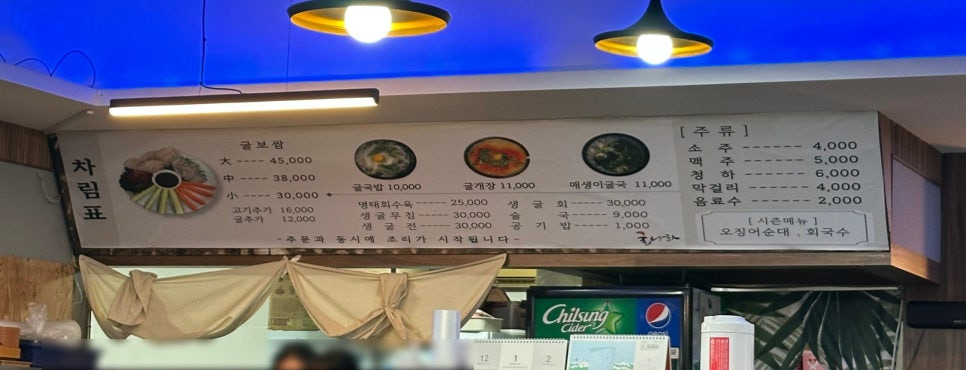 차림표
굴보쌈
大 ---- 45,000
中 ---- 38,000
小 ---- 30,000
고기추가 16,000
굴추가 12,000
굴국밥 10,000
굴개장 11,000
매생이굴국 11,000
명태회수육 ----- 25,000
생굴무침 ----- 30,000
생굴전 ----- 30,000
생굴회 ---- 30,000
술국 ---- 9,000
공기밥 ---- 1,000
-주문과 동시에 조리가 시작됩니다-
굴나라
[주류]
소주 ------ 4,000
맥주 ------ 5,000
청하 ------ 6,000
막걸리 ------ 4,000
음료수 ------ 2,000
[시즌메뉴]
오징어순대, 회국수
Chilsung
Cider
pepsi
12 1 2